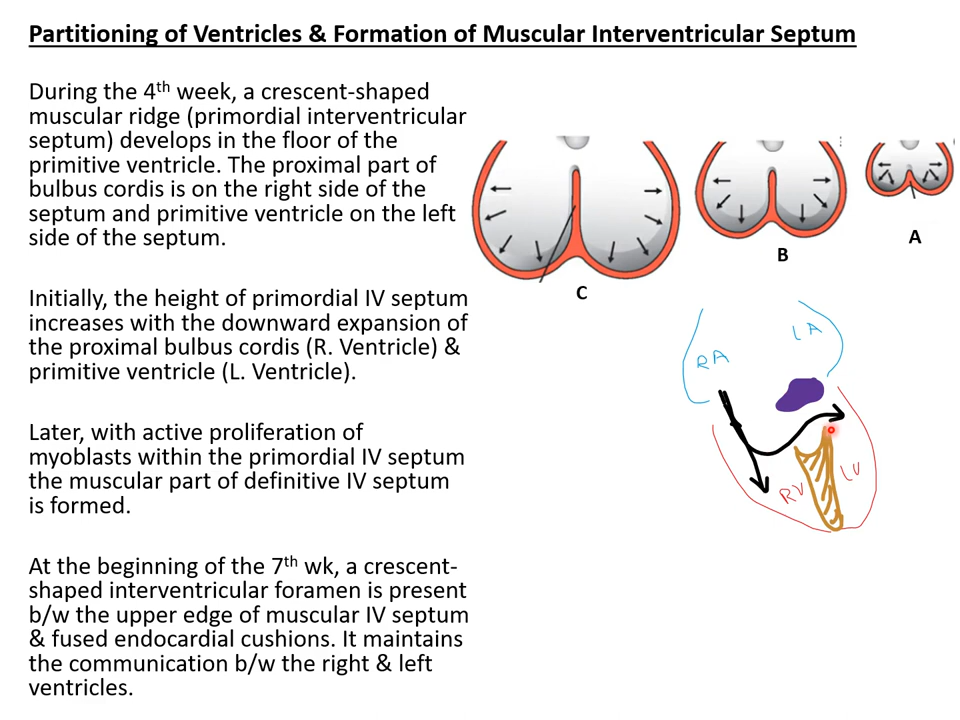 Partitioning of Ventricles & Formation of Muscular Interventricular Septum
During the 4th week, a crescent-shaped
muscular ridge (primordial interventricular
septum) develops in the floor of the
primitive ventricle. The proximal part of
bulbus cordis is on the right side of the
septum and primitive ventricle on the left
side of the septum.
Initially, the height of primordial IV septum
increases with the downward expansion of
the proximal bulbus cordis (R. Ventricle) &
primitive ventricle (L. Ventricle).
Later, with active proliferation of
myoblasts within the primordial IV septum
the muscular part of definitive IV septum
is formed.
At the beginning of the 7th wk, a crescent-
shaped interventricular foramen is present
b/w the upper edge of muscular IV septum
& fused endocardial cushions. It maintains
the communication b/w the right & left
ventricles.
C
B
A
RA
LA
RV
LV